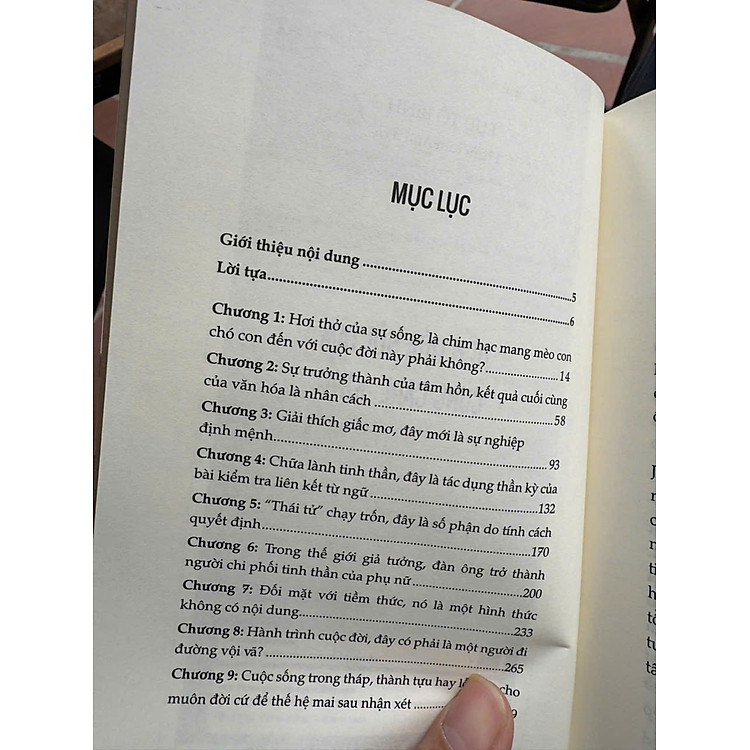 MỤC LỤC
Giới thiệu nội dung ........................................................5
Lời tựa..............................................................................6
Chương 1: Hơi thở của sự sống, là chim hạc mang mèo con
chó con đến với cuộc đời này phải không?.......................14
Chương 2: Sự trưởng thành của tâm hồn, kết quả cuối cùng
của văn hóa là nhân cách ................................................58
Chương 3: Giải thích giấc mơ, đây mới là sự nghiệp
định mệnh........................................................................93
Chương 4: Chữa lành tinh thần, đây là tác dụng thần kỳ của
bài kiểm tra liên kết từ ngữ............................................132
Chương 5: "Thái tử" chạy trốn, đây là số phận do tính cách
quyết định......................................................................170
Chương 6: Trong thế giới giả tưởng, đàn ông trở thành
người chi phối tinh thần của phụ nữ ..............................200
Chương 7: Đối mặt với tiềm thức, nó là một hình thức
không có nội dung..........................................................233
Chương 8: Hành trình cuộc đời, đây có phải là một người đi
đường vội vã?.................................................................265
Chương 9: Cuộc sống trong tháp, thành tựu hay cho
muôn đời cứ để thế hệ mai sau nhận xét ....................